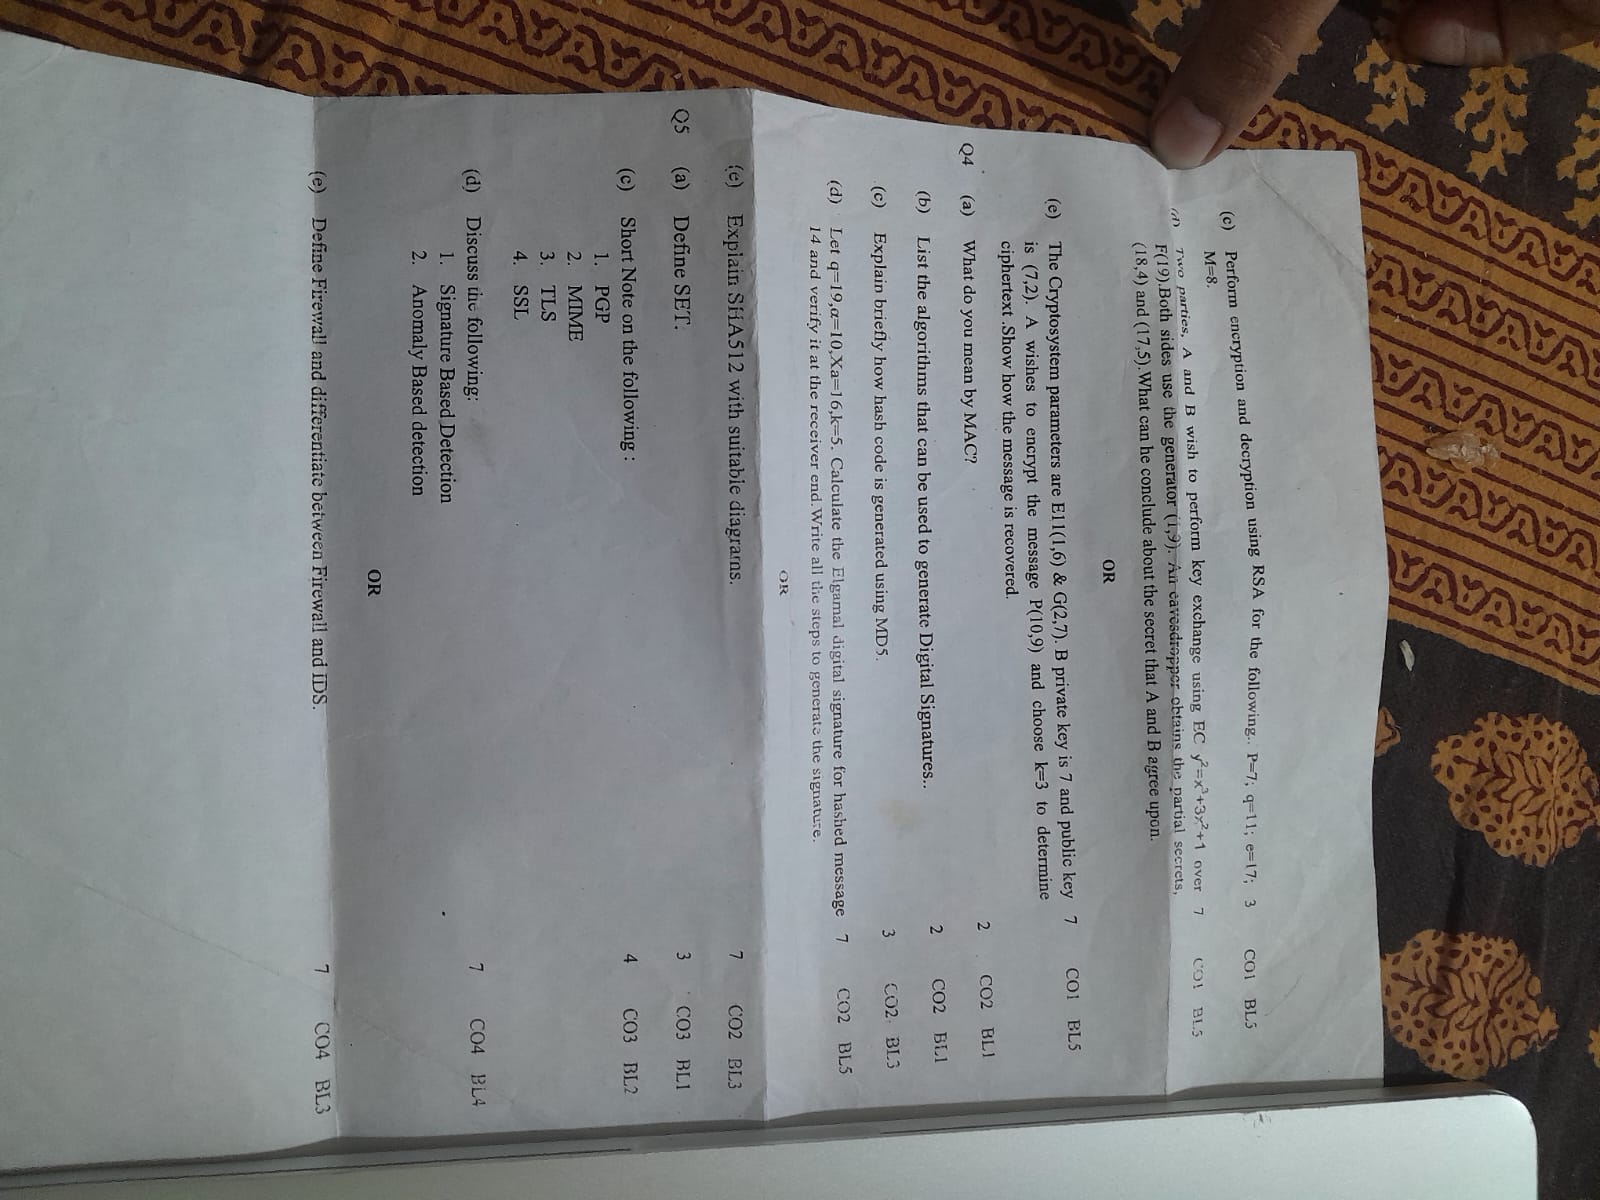 (c) Perform encryption and decryption using RSA for the following.. P=7; q=11; e=17; 3 CO1 BL5
M=8.
(d) Two parties, A and B wish to perform key exchange using EC y²=x³+3x²+1 over 7 CO1 BL5
F(19).Both sides use the generator (1,9). An eavesdropper obtains the partial secrets,
(18,4) and (17,5).What can he conclude about the secret that A and B agree upon.
OR
(e) The Cryptosystem parameters are E11(1,6) & G(2,7). B private key is 7 and public key 7 CO1 BL5
is (7,2). A wishes to encrypt the message P(10,9) and choose k=3 to determine
ciphertext .Show how the message is recovered.
Q4 (a) What do you mean by MAC? 2 CO2 BL1
(b) List the algorithms that can be used to generate Digital Signatures.. 2 CO2 BL1
(c) Explain briefly how hash code is generated using MD5. 3 CO2 BL3
(d) Let q=19,α=10,Xa=16,k=5. Calculate the Elgamal digital signature for hashed message 7 CO2 BL5
14 and verify it at the receiver end.Write all the steps to generate the signature.
OR
(e) Explain SHA512 with suitable diagrams. 7 CO2 BL3
Q5 (a) Define SET. 3 CO3 BL1
(c) Short Note on the following : 4 CO3 BL2
1. PGP
2. MIME
3. TLS
4. SSL
(d) Discuss the following: 7 CO4 BL4
1. Signature Based Detection
2. Anomaly Based detection
OR
(e) Define Firewall and differentiate between Firewall and IDS. 7 CO4 BL3